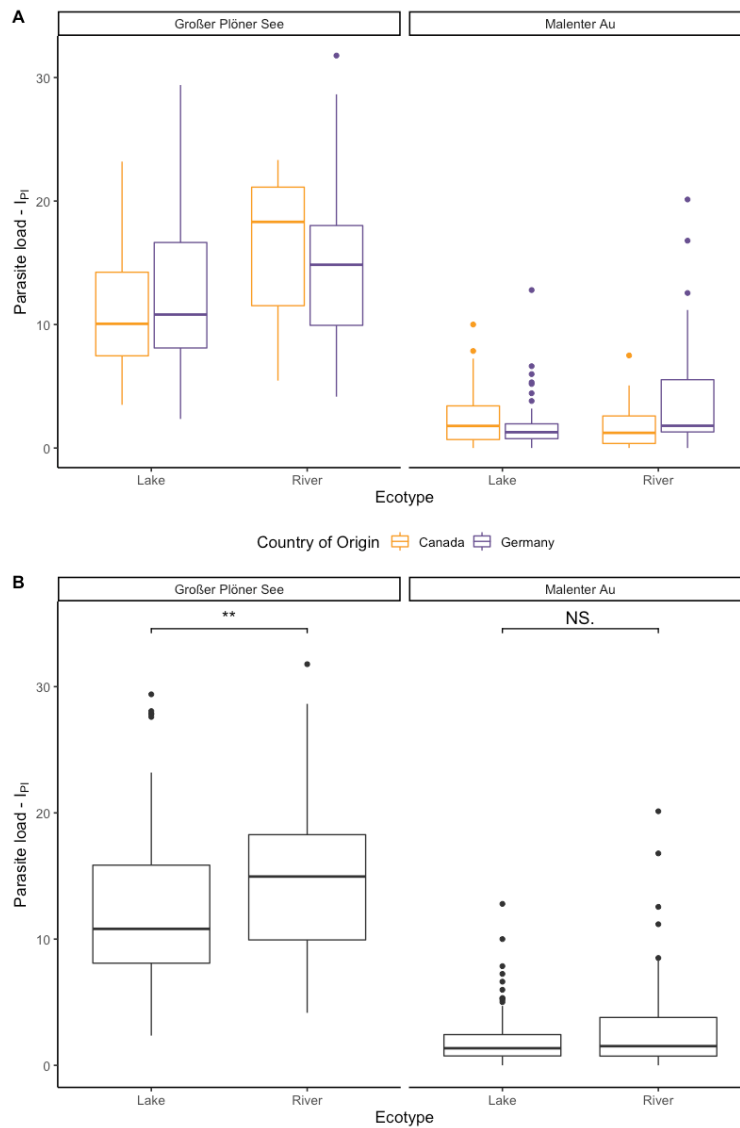 A
Großer Plöner See
Malenter Au
30
20
10
0
Parasite load - IPI
Lake
River
Lake
River
Ecotype
Country of Origin
Canada
Germany
B
Großer Plöner See
Malenter Au
**
NS.
30
20
10
0
Parasite load - IPI
Lake
River
Lake
River
Ecotype